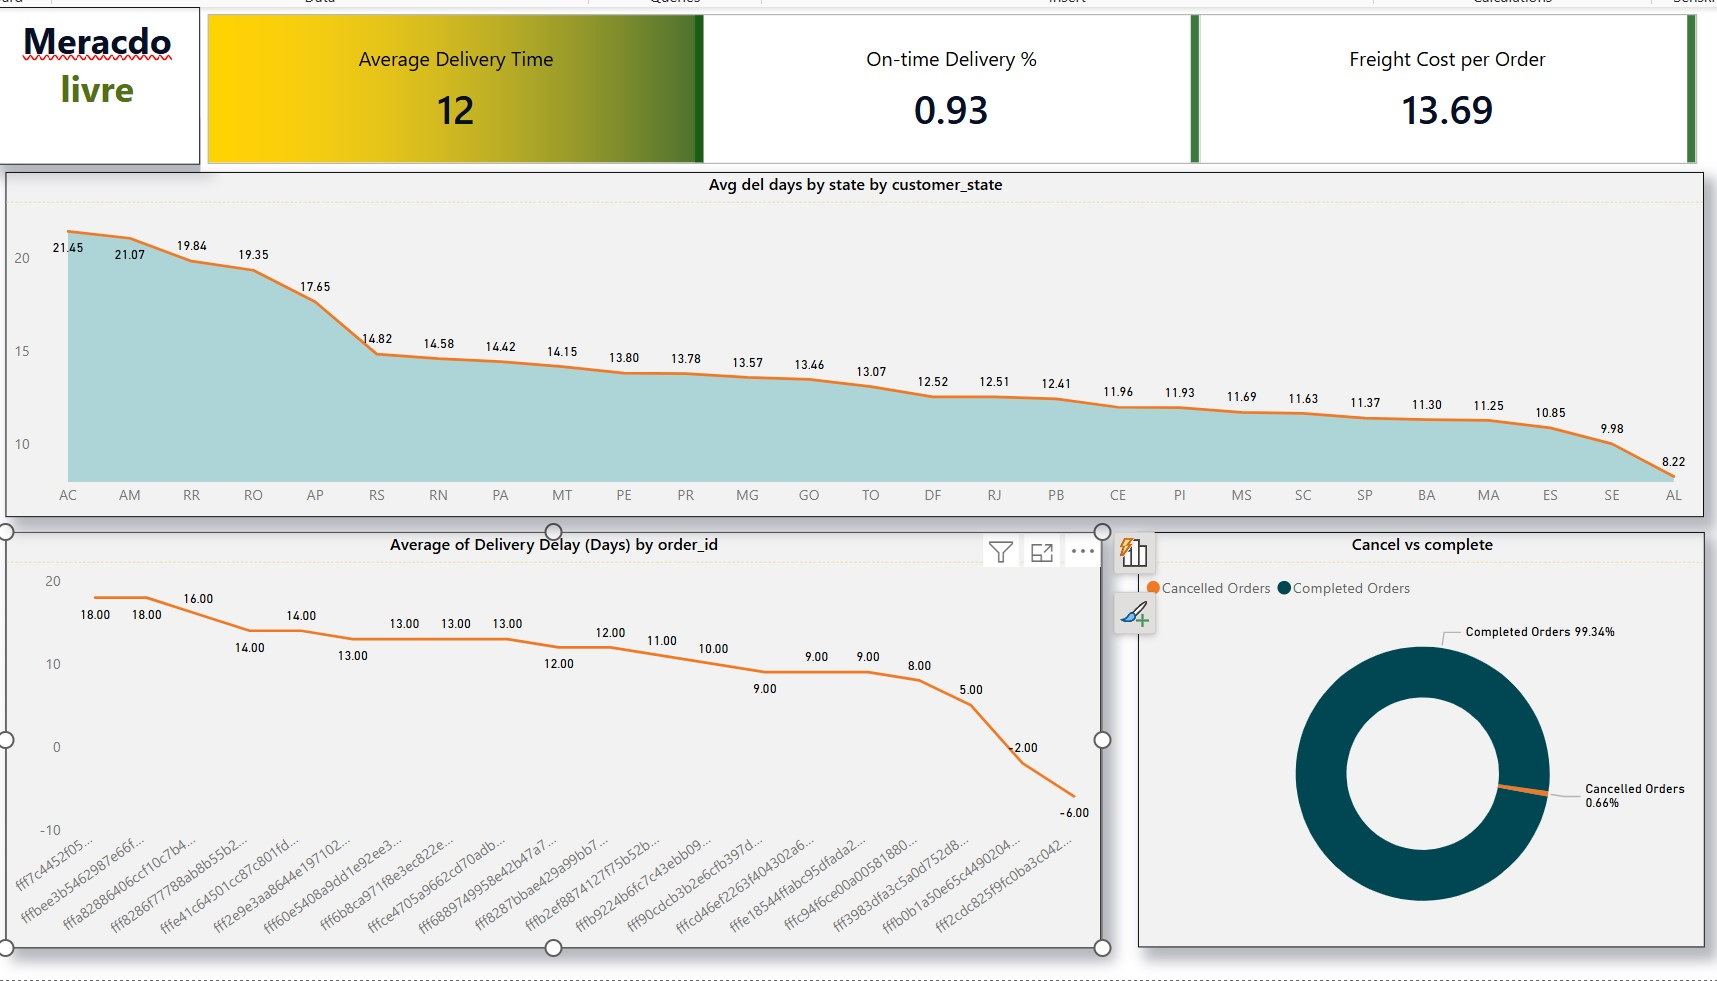 Meracdo
livre
Average Delivery Time
12
On-time Delivery %
0.93
Freight Cost per Order
13.69
Avg del days by state by customer_state
20
15
10
21.45
21.07
19.84
19.35
17.65
14.82
14.58
14.42
14.15
13.80
13.78
13.57
13.46
13.07
12.52
12.51
12.41
11.96
11.93
11.69
11.63
11.37
11.30
11.25
10.85
9.98
8.22
AC AM RR RO AP RS RN PA MT PE PR MG GO TO DF RJ PB CE PI MS SC SP BA MA ES SE AL
Average of Delivery Delay (Days) by order_id
20
10
0
-10
18.00
18.00
16.00
14.00
14.00
13.00
13.00
13.00
13.00
12.00
12.00
11.00
10.00
9.00
9.00
9.00
8.00
5.00
-2.00
-6.00
fff7c4452f05...
fffbee3b5462987e66f...
fffa82886406ccf10c7b4...
fff8286f77788ab8b55b2...
fffe41c64501cc87c801fd...
fff2e9e3aa8644e197102...
fff60e5408a9dd1e92ee3...
fff6b8ca971f8e3ec822e...
fffce4705a9662cd70adb...
fff6889749958e42b47a7...
fff8287bbae429a99bb7...
fffb2ef8874127f75b52b...
fffb9224b6fc7c43ebb09...
fff90cdcb3b2e6cfb397d...
fffcd46ef2263f404302a6...
fffe18544ffabc95dfada2...
fffc94f6ce00a00581880...
fff3983dfa3c5a0d752d8...
fffb0b1a50e65c4490204...
fff2cdc825f9fc0ba3c042...
Cancel vs complete
Cancelled Orders
Completed Orders
Completed Orders 99.34%
Cancelled Orders
0.66%